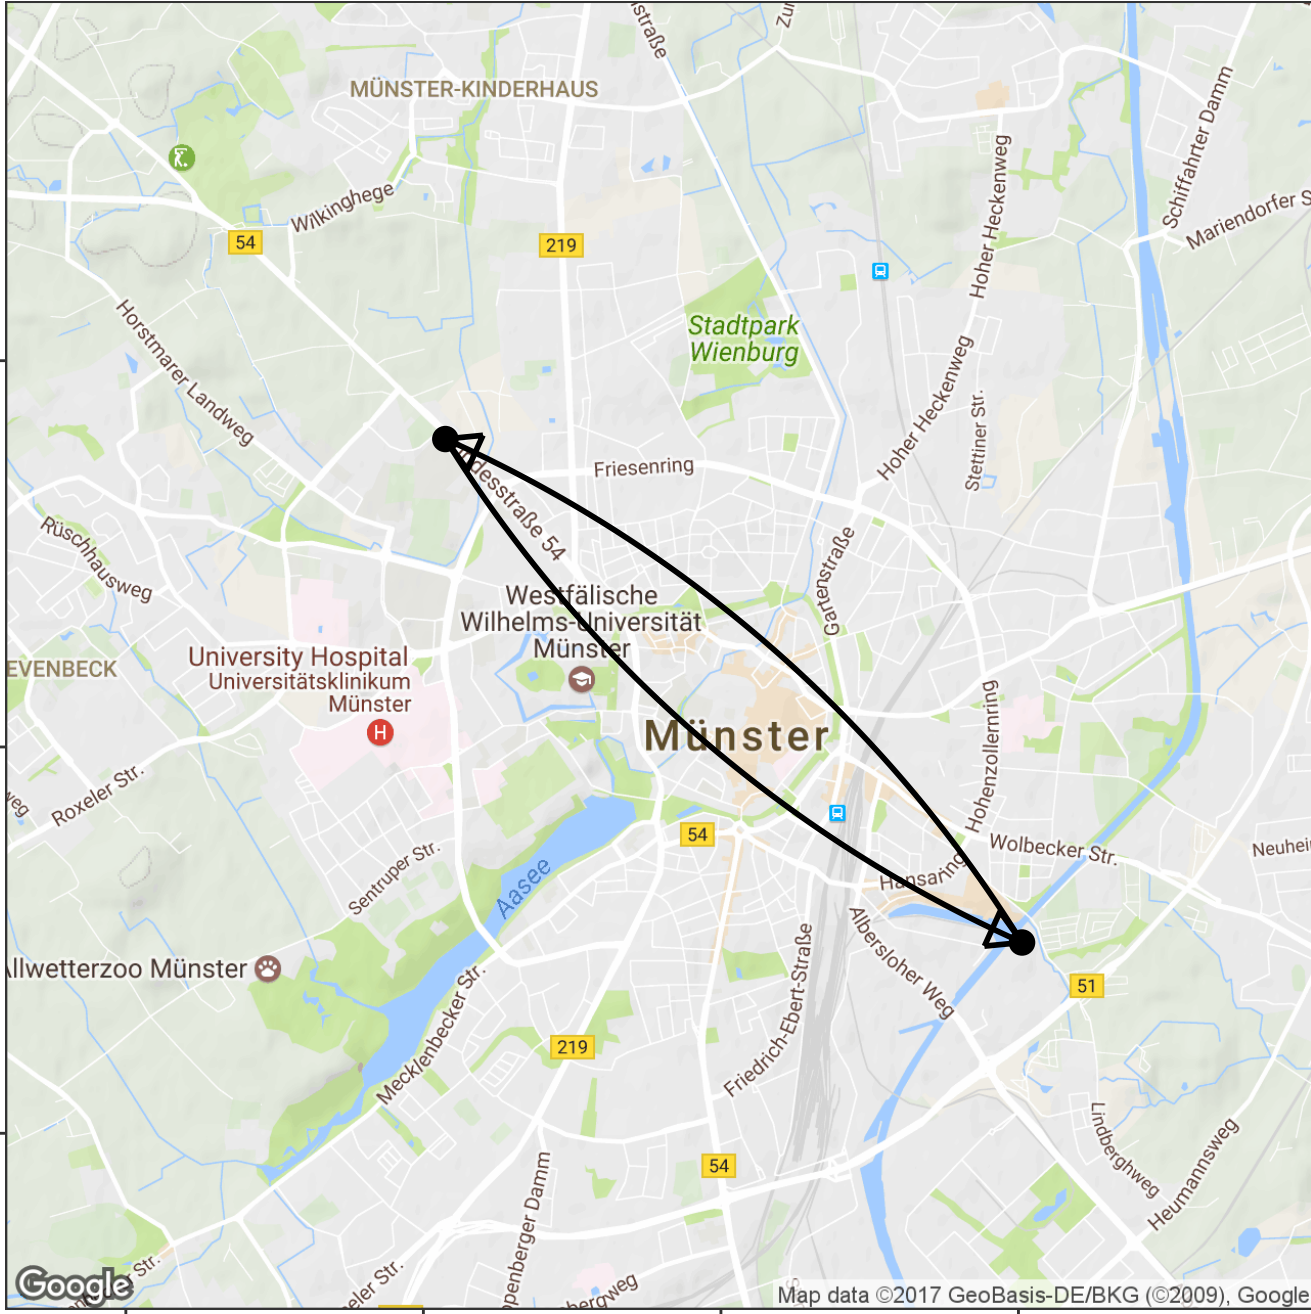 MÜNSTER-KINDERHAUS
Schiffahrter Damm
Hoher Heckenweg
Wilkinghege
Mariendorfer S
54
219
Horstmarer Landweg
Stadtpark
Wienburg
Hoher Heckenweg
Stettiner Str.
Friesenring
desstraße 54
Rüschhausweg
Gartenstraße
Westfälische
Wilhelms-Universität
Münster
EVENBECK
University Hospital
Universitätsklinikum
Münster
H
Münster
Hohenzollernring
Roxeler Str.
weg
54
Wolbecker Str.
Neuhei
Sentruper Str.
Aasee
Hansaring
Albersloher Weg
Allwetterzoo Münster
Friedrich-Ebert-Straße
51
Mecklenbecker Str.
219
54
Lindberghweg
Heumannsweg
eler Str.
Google
Map data ©2017 GeoBasis-DE/BKG (©2009), Google